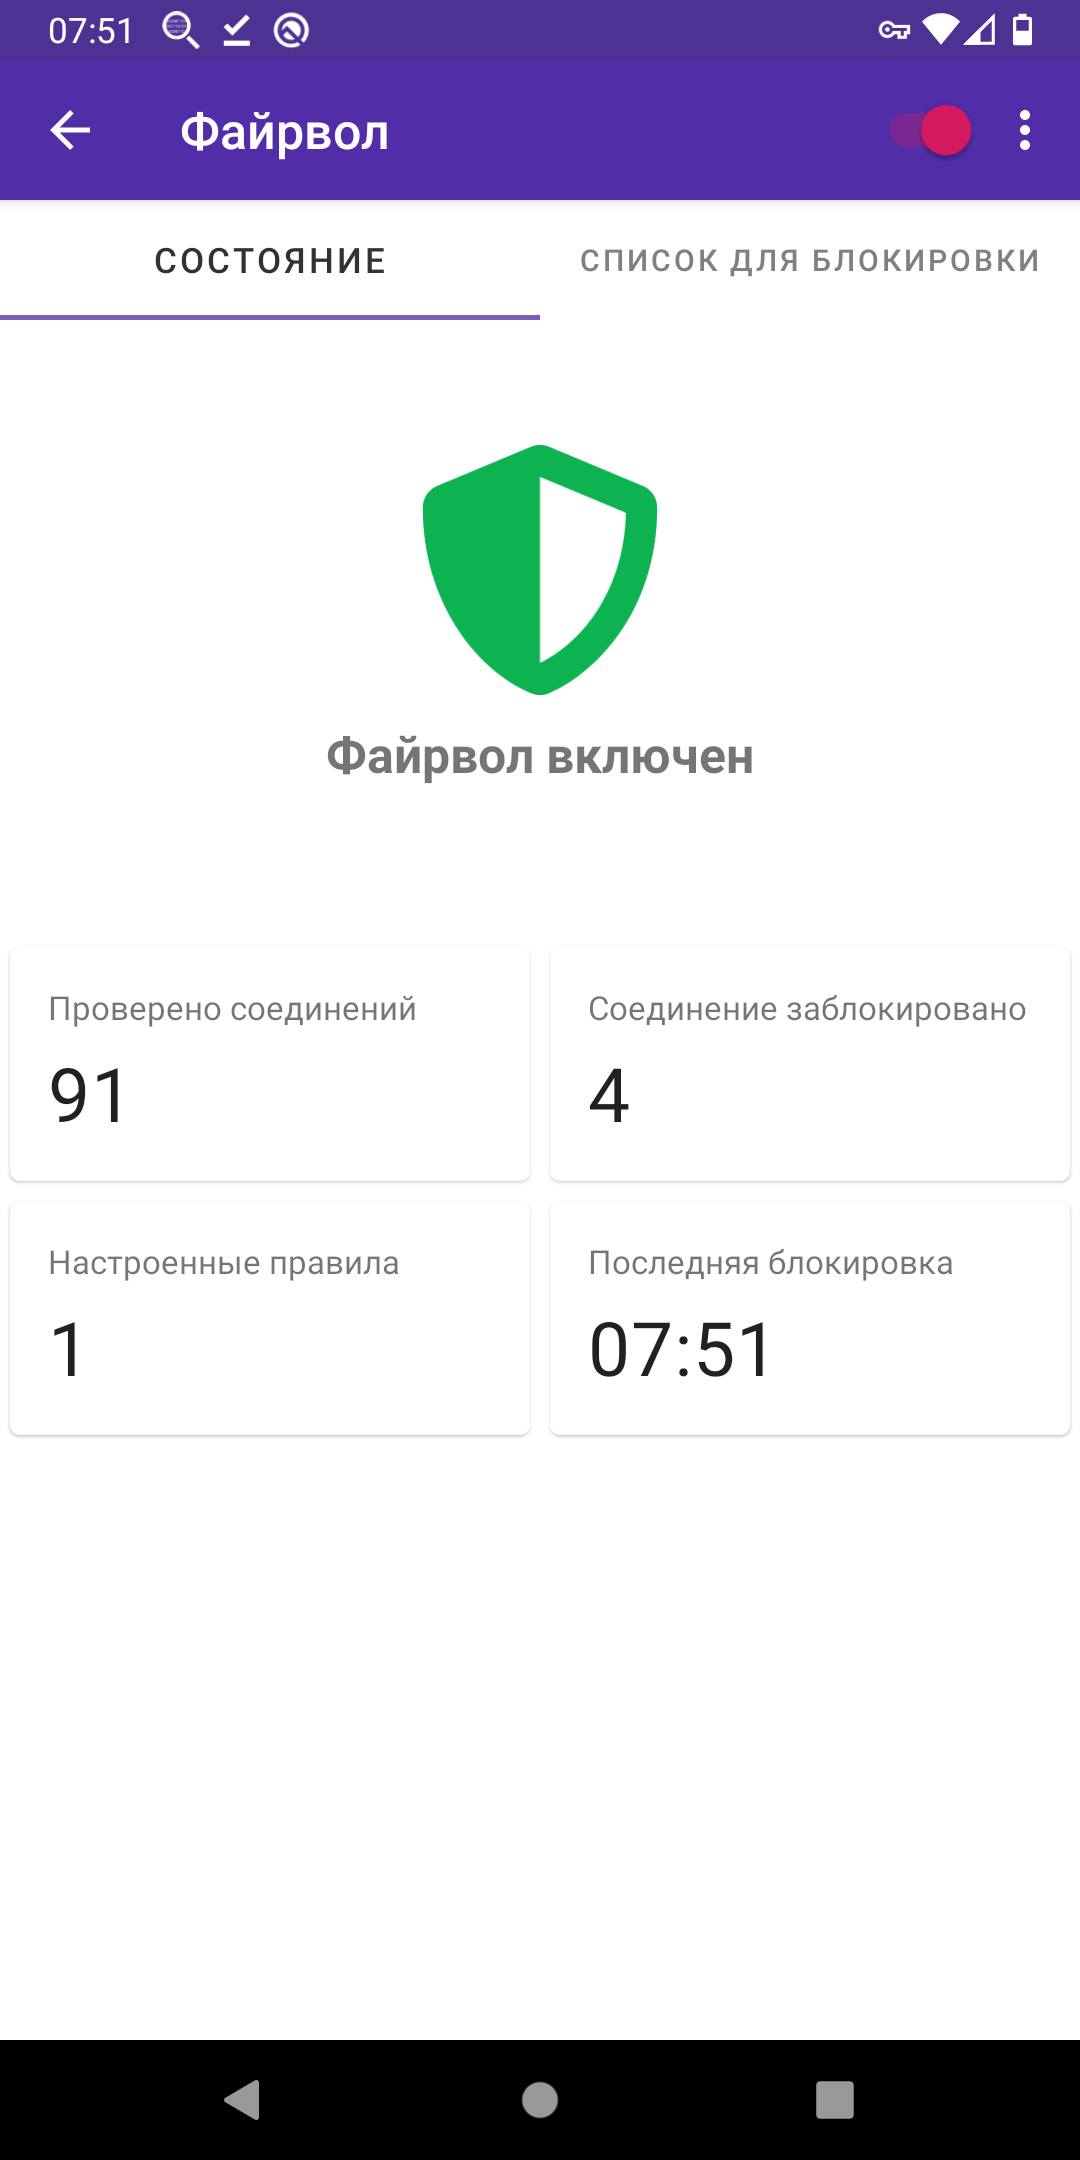 07:51
Файрвол
СОСТОЯНИЕ
СПИСОК ДЛЯ БЛОКИРОВКИ
Файрвол включен
Проверено соединений
91
Соединение заблокировано
4
Настроенные правила
1
Последняя блокировка
07:51